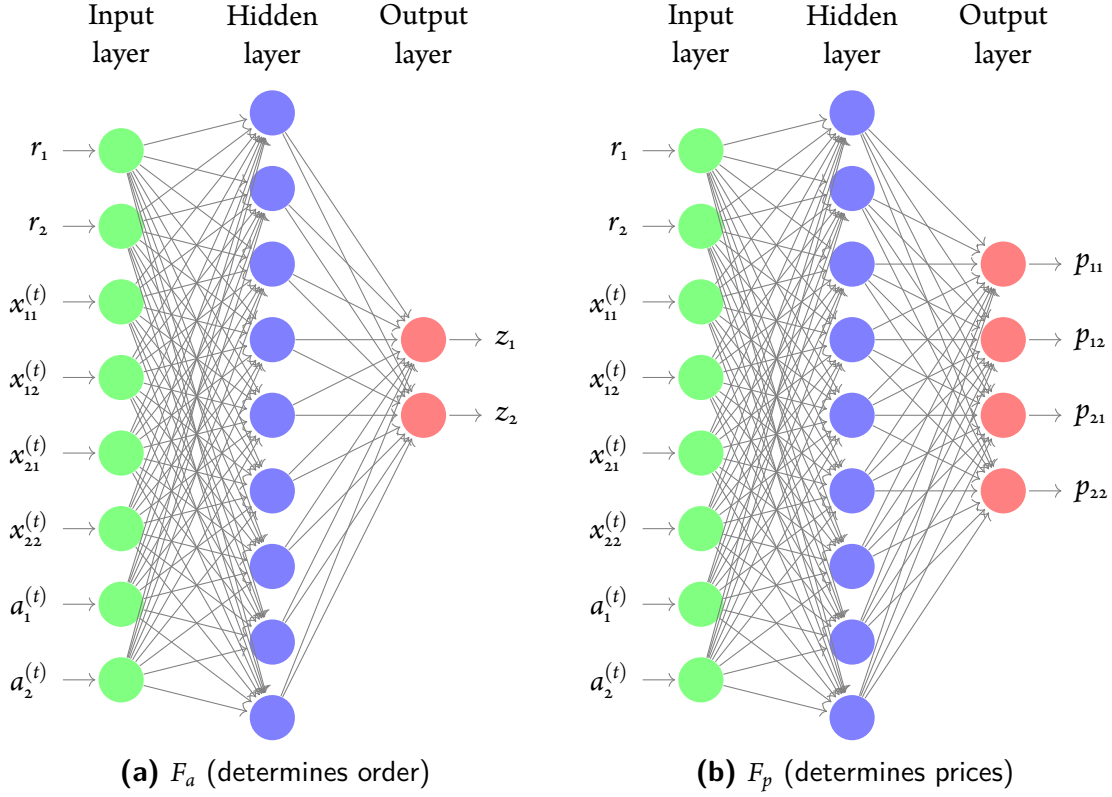 Input layer
Hidden layer
Output layer
r₁
r₂
x₁₁^(t)
x₁₂^(t)
x₂₁^(t)
x₂₂^(t)
a₁^(t)
a₂^(t)
z₁
z₂
(a) Fₐ (determines order)
Input layer
Hidden layer
Output layer
r₁
r₂
x₁₁^(t)
x₁₂^(t)
x₂₁^(t)
x₂₂^(t)
a₁^(t)
a₂^(t)
p₁₁
p₁₂
p₂₁
p₂₂
(b) Fₚ (determines prices)